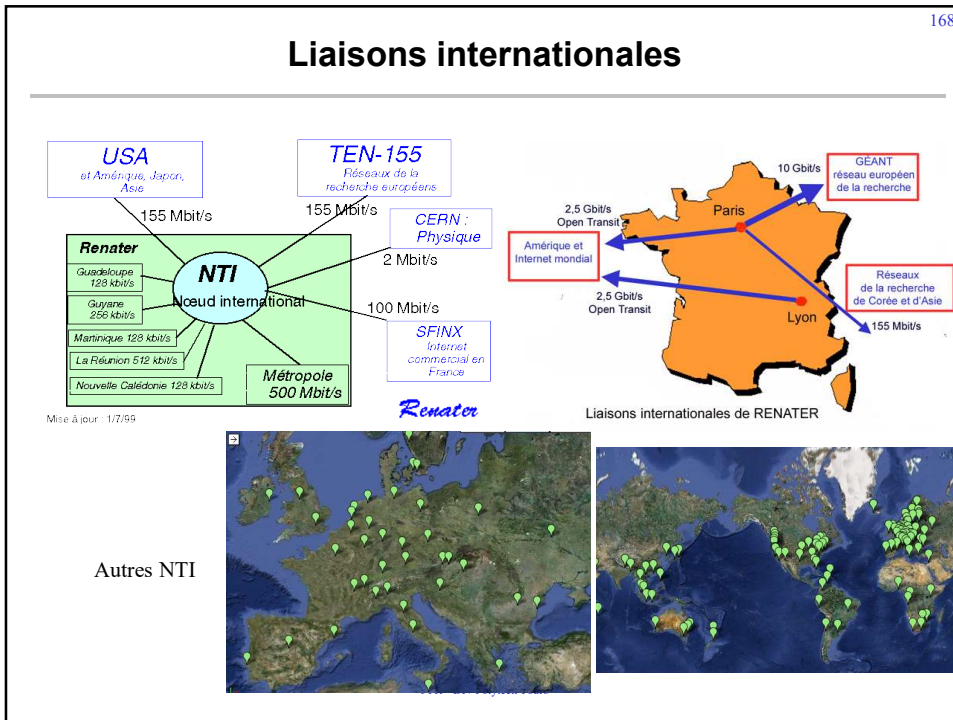 168
Liaisons internationales
USA
et Amérique, Japon,
Asie
TEN-155
Réseaux de la
recherche européens
155 Mbit/s
155 Mbit/s
CERN :
Physique
2 Mbit/s
Renater
NTI
Nœud international
Guadeloupe
128 kbit/s
Guyane
256 kbit/s
Martinique 128 kbit/s
La Réunion 512 kbit/s
Nouvelle Calédonie 128 kbit/s
100 Mbit/s
SFINX
Internet
commercial en
France
Métropole
500 Mbit/s
Renater
Mise à jour : 1/7/99
10 Gbit/s
GÉANT
réseau européen
de la recherche
2,5 Gbit/s
Open Transit
Paris
Amérique et
Internet mondial
Réseaux
de la recherche
de Corée et d'Asie
2,5 Gbit/s
Open Transit
Lyon
155 Mbit/s
Liaisons internationales de RENATER
Autres NTI